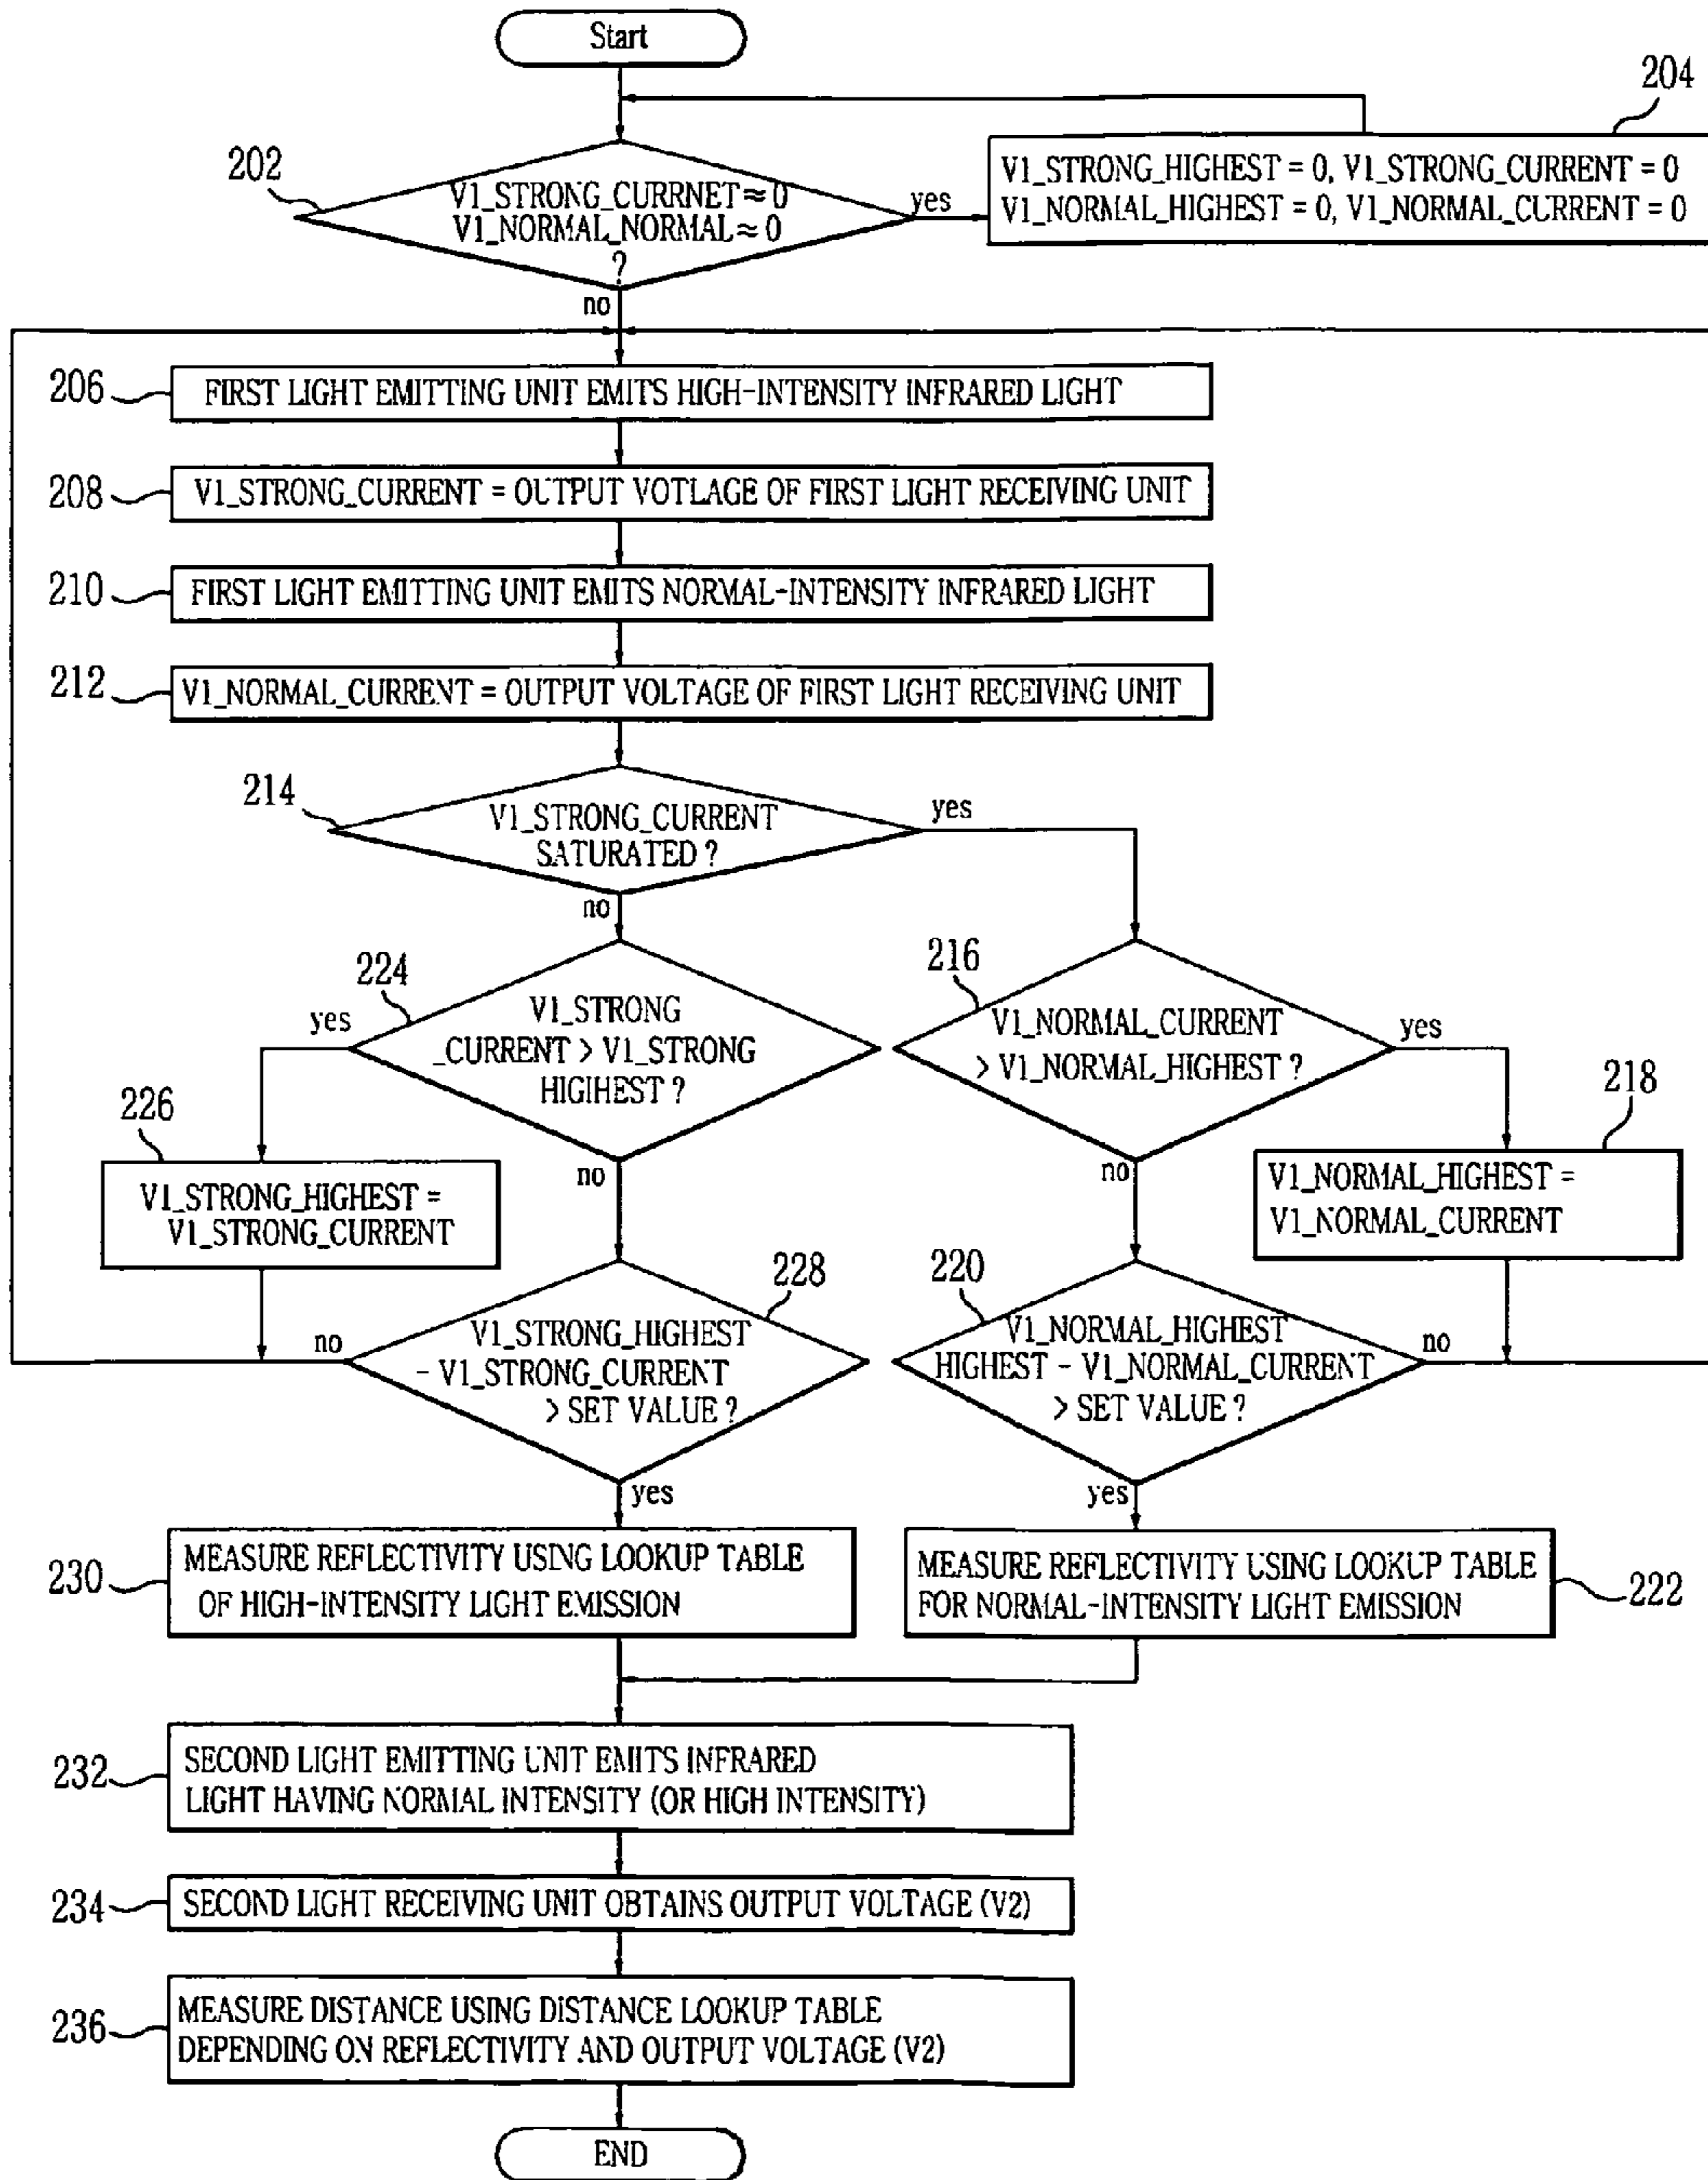 Start
204
V1_STRONG_HIGHEST = 0, V1_STRONG_CURRENT = 0
V1_NORMAL_HIGHEST = 0, V1_NORMAL_CURRENT = 0
202
V1_STRONG_CURRNET ≈ 0
V1_NORMAL_NORMAL ≈ 0
?
yes
no
206
FIRST LIGHT EMITTING UNIT EMITS HIGH-INTENSITY INFRARED LIGHT
208
V1_STRONG_CURRENT = OUTPUT VOTLAGE OF FIRST LIGHT RECEIVING UNIT
210
FIRST LIGHT EMITTING UNIT EMITS NORMAL-INTENSITY INFRARED LIGHT
212
V1_NORMAL_CURRENT = OUTPUT VOLTAGE OF FIRST LIGHT RECEIVING UNIT
214
V1_STRONG_CURRENT
SATURATED ?
yes
no
224
V1_STRONG
_CURRENT > V1_STRONG
HIGIHEST ?
yes
no
216
V1_NORMAL_CURRENT
> V1_NORMAL_HIGHEST ?
yes
no
226
V1_STRONG_HIGHEST =
V1_STRONG_CURRENT
218
V1_NORMAL_HIGHEST =
V1_NORMAL_CURRENT
228
V1_STRONG_HIGHEST
- V1_STRONG_CURRENT
> SET VALUE ?
no
yes
220
V1_NORMAL_HIGHEST
HIGHEST - V1_NORMAL_CURRENT
> SET VALUE ?
no
yes
230
MEASURE REFLECTIVITY USING LOOKUP TABLE
OF HIGH-INTENSITY LIGHT EMISSION
MEASURE REFLECTIVITY USING LOOKUP TABLE
FOR NORMAL-INTENSITY LIGHT EMISSION
222
232
SECOND LIGHT EMITTING UNIT EMITS INFRARED
LIGHT HAVING NORMAL INTENSITY (OR HIGH INTENSITY)
234
SECOND LIGHT RECEIVING UNIT OBTAINS OUTPUT VOLTAGE (V2)
236
MEASURE DISTANCE USING DISTANCE LOOKUP TABLE
DEPENDING ON REFLECTIVITY AND OUTPUT VOLTAGE (V2)
END